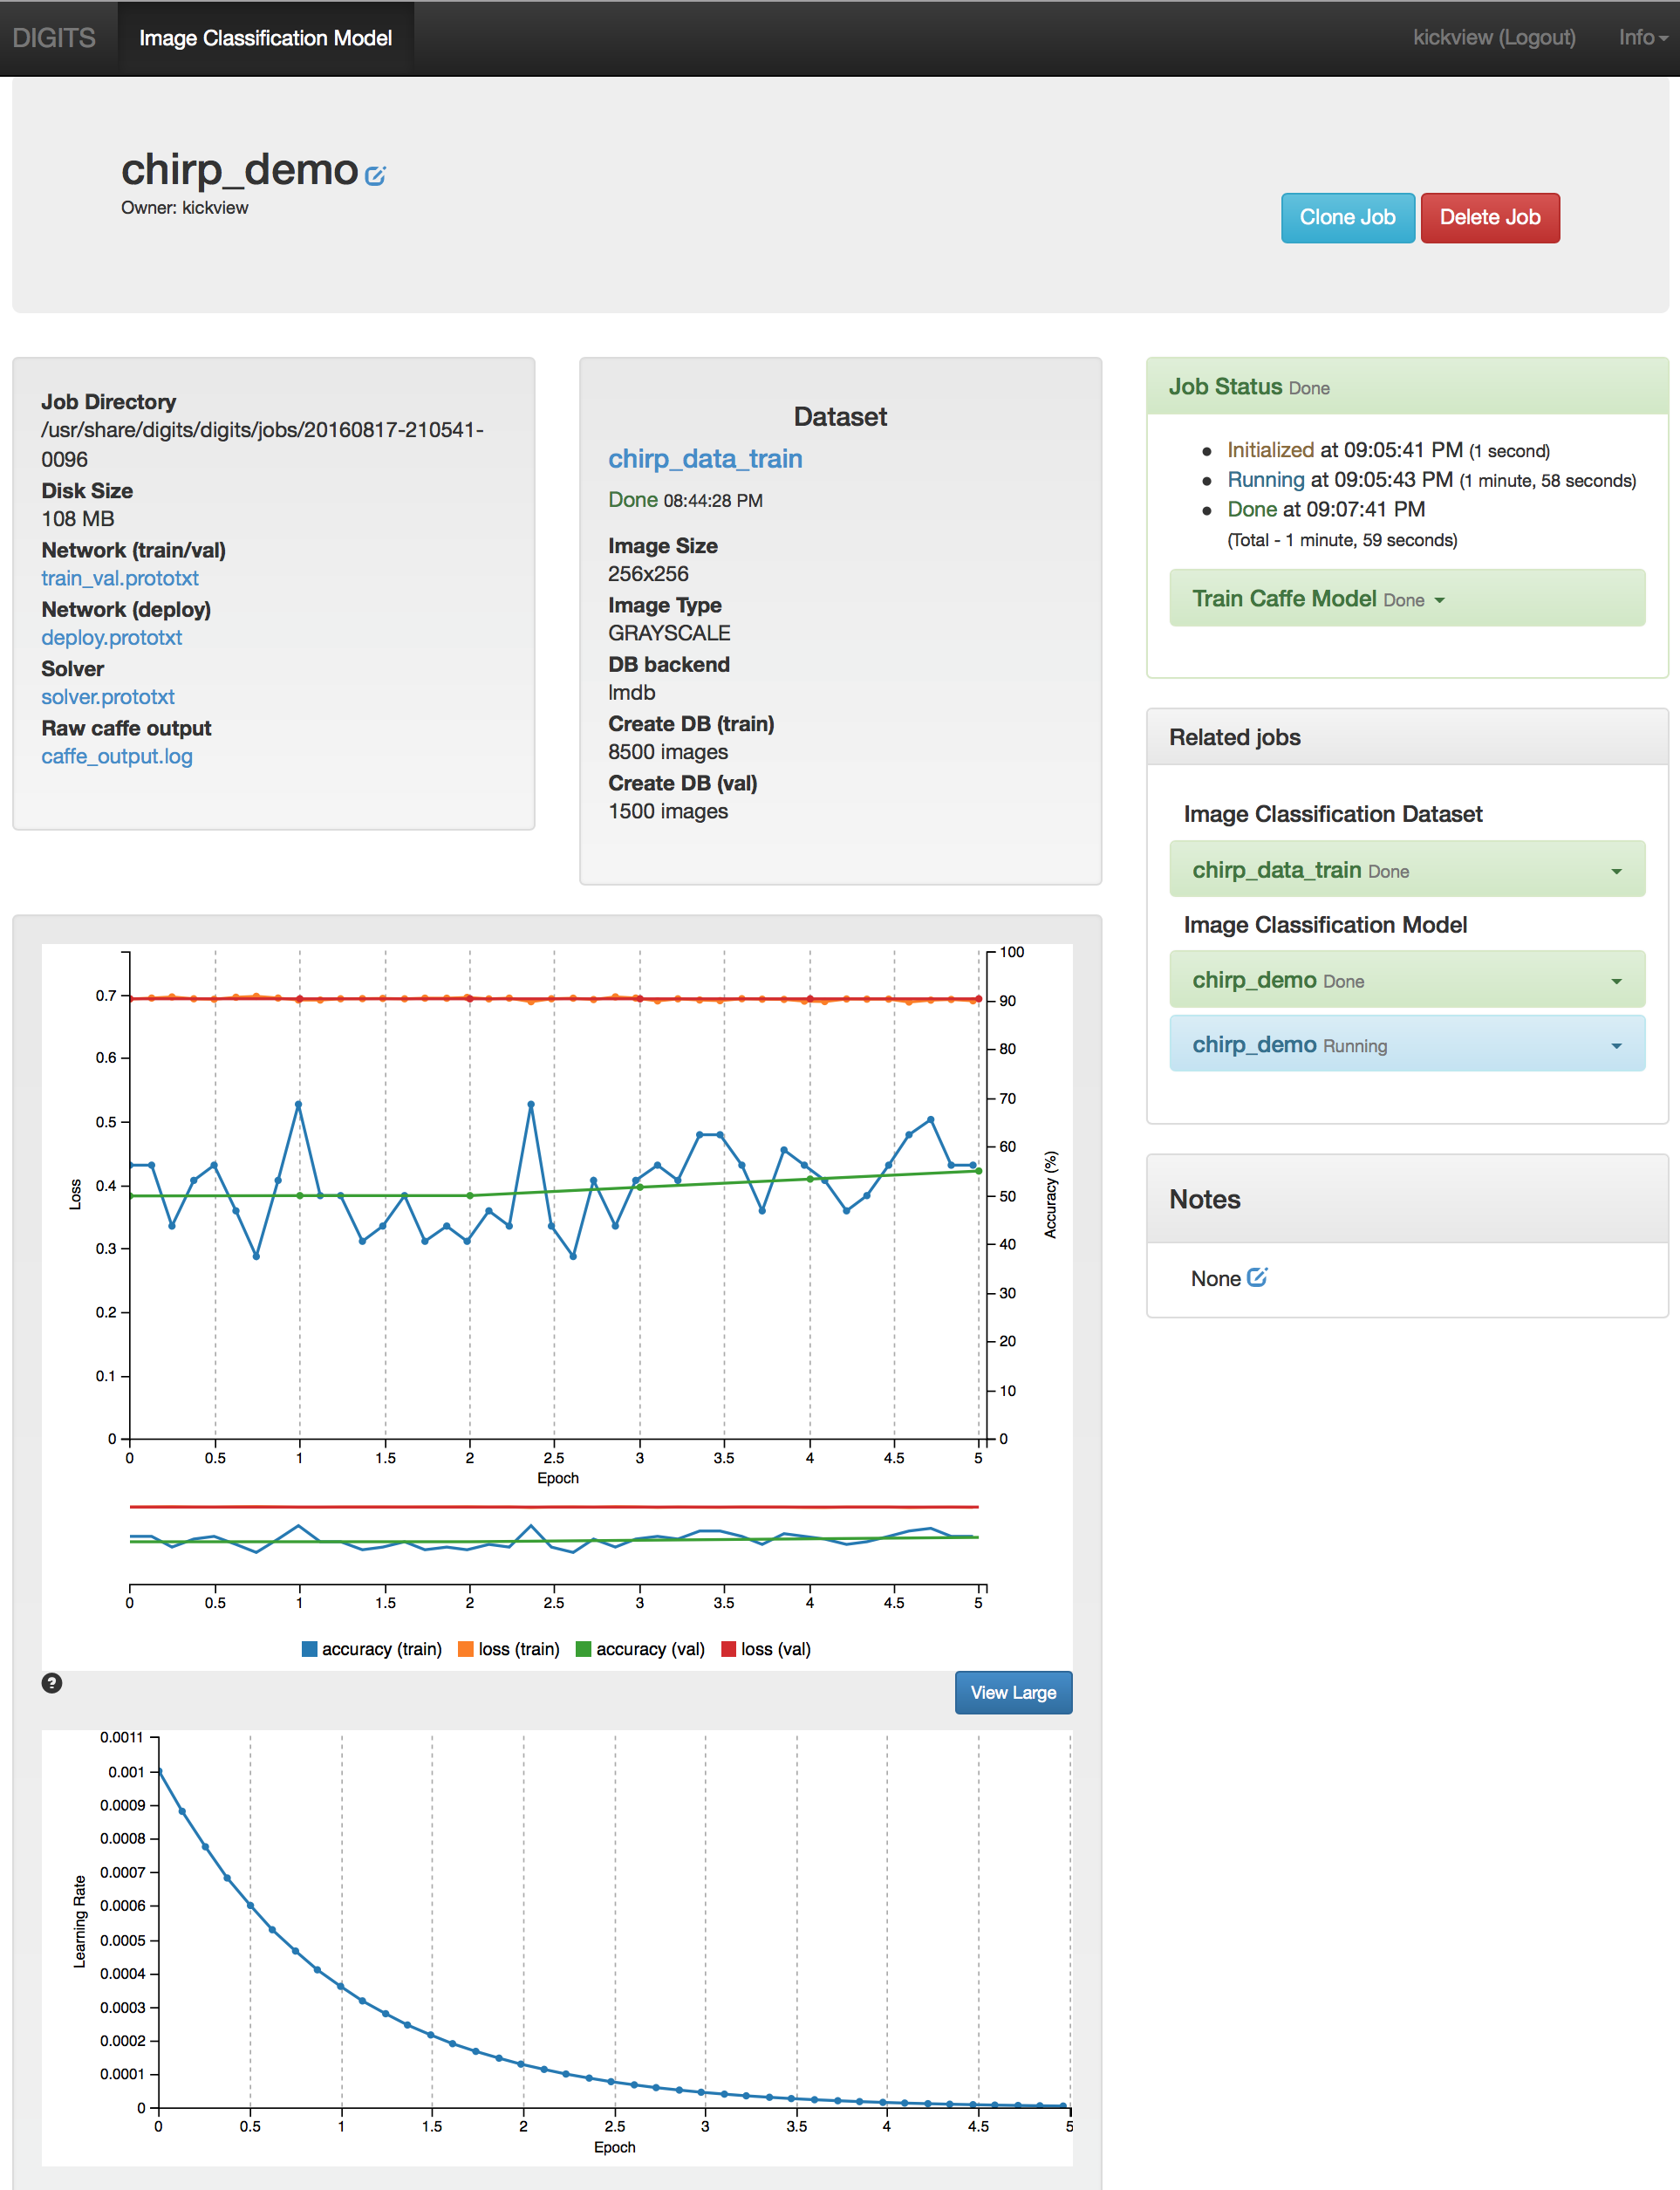 DIGITS
Image Classification Model
kickview (Logout)
Info
chirp_demo
Owner: kickview
Clone Job
Delete Job
Job Directory
/usr/share/digits/digits/jobs/20160817-210541-
0096
Disk Size
108 MB
Network (train/val)
train_val.prototxt
Network (deploy)
deploy.prototxt
Solver
solver.prototxt
Raw caffe output
caffe_output.log
Dataset
chirp_data_train
Done 08:44:28 PM
Image Size
256x256
Image Type
GRAYSCALE
DB backend
lmdb
Create DB (train)
8500 images
Create DB (val)
1500 images
Job Status Done
Initialized at 09:05:41 PM (1 second)
Running at 09:05:43 PM (1 minute, 58 seconds)
Done at 09:07:41 PM
(Total - 1 minute, 59 seconds)
Train Caffe Model Done
Related jobs
Image Classification Dataset
chirp_data_train Done
Image Classification Model
chirp_demo Done
chirp_demo Running
Notes
None
0.7
0.6
0.5
0.4
0.3
0.2
0.1
0
Loss
100
90
80
70
60
50
40
30
20
10
0
Accuracy (%)
0 0.5 1 1.5 2 2.5 3 3.5 4 4.5 5
Epoch
0 0.5 1 1.5 2 2.5 3 3.5 4 4.5 5
accuracy (train) loss (train) accuracy (val) loss (val)
?
View Large
0.0011
0.001
0.0009
0.0008
0.0007
0.0006
0.0005
0.0004
0.0003
0.0002
0.0001
0
Learning Rate
0 0.5 1 1.5 2 2.5 3 3.5 4 4.5 5
Epoch